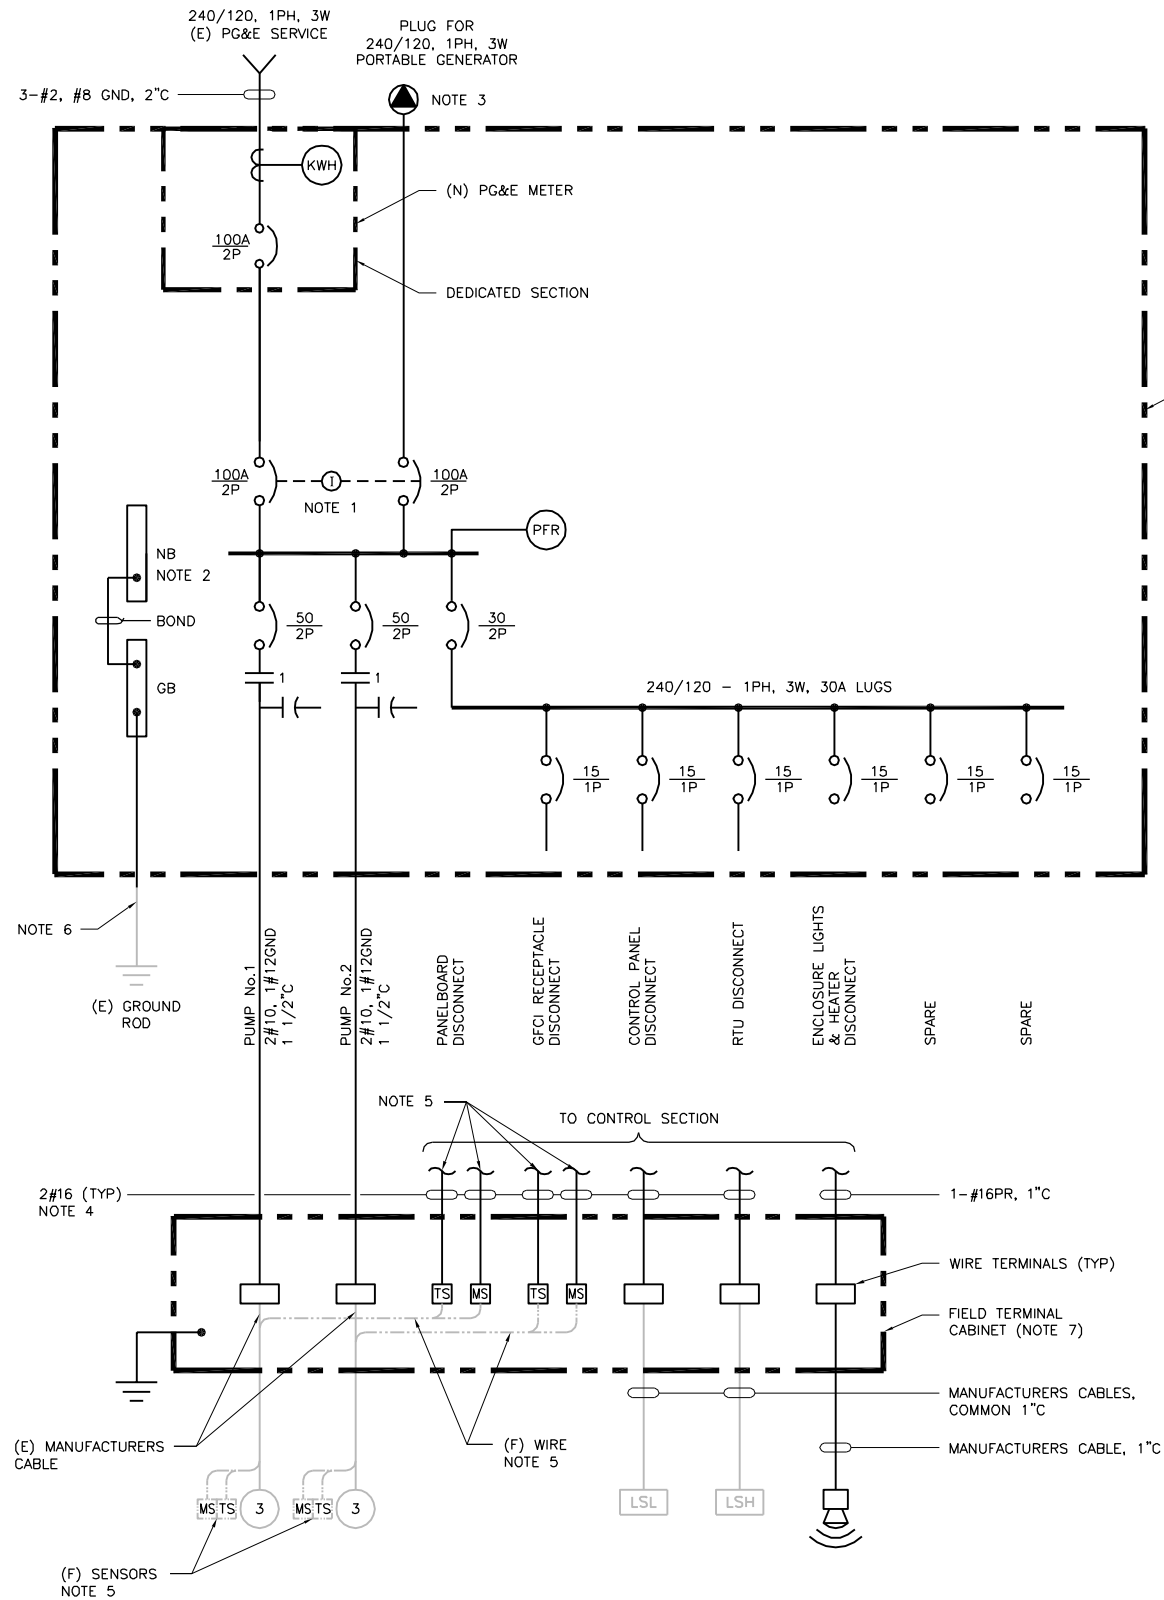 240/120, 1PH, 3W
(E) PG&E SERVICE
PLUG FOR
240/120, 1PH, 3W
PORTABLE GENERATOR
3-#2, #8 GND, 2"C
NOTE 3
KWH
(N) PG&E METER
100A
2P
DEDICATED SECTION
100A
2P
I
NOTE 1
100A
2P
PFR
NB
NOTE 2
BOND
GB
50
2P
50
2P
30
2P
1
1
240/120 - 1PH, 3W, 30A LUGS
15
1P
15
1P
15
1P
15
1P
15
1P
15
1P
NOTE 6
(E) GROUND
ROD
PUMP No.1
2#10, 1#12GND
1 1/2"C
PUMP No.2
2#10, 1#12GND
1 1/2"C
PANELBOARD
DISCONNECT
GFCI RECEPTACLE
DISCONNECT
CONTROL PANEL
DISCONNECT
RTU DISCONNECT
ENCLOSURE LIGHTS
& HEATER
DISCONNECT
SPARE
SPARE
NOTE 5
TO CONTROL SECTION
2#16 (TYP)
NOTE 4
1-#16PR, 1"C
WIRE TERMINALS (TYP)
TS
MS
TS
MS
FIELD TERMINAL
CABINET (NOTE 7)
MANUFACTURERS CABLES,
COMMON 1"C
(E) MANUFACTURERS
CABLE
(F) WIRE
NOTE 5
MANUFACTURERS CABLE, 1"C
MS
TS
3
MS
TS
3
LSL
LSH
(F) SENSORS
NOTE 5